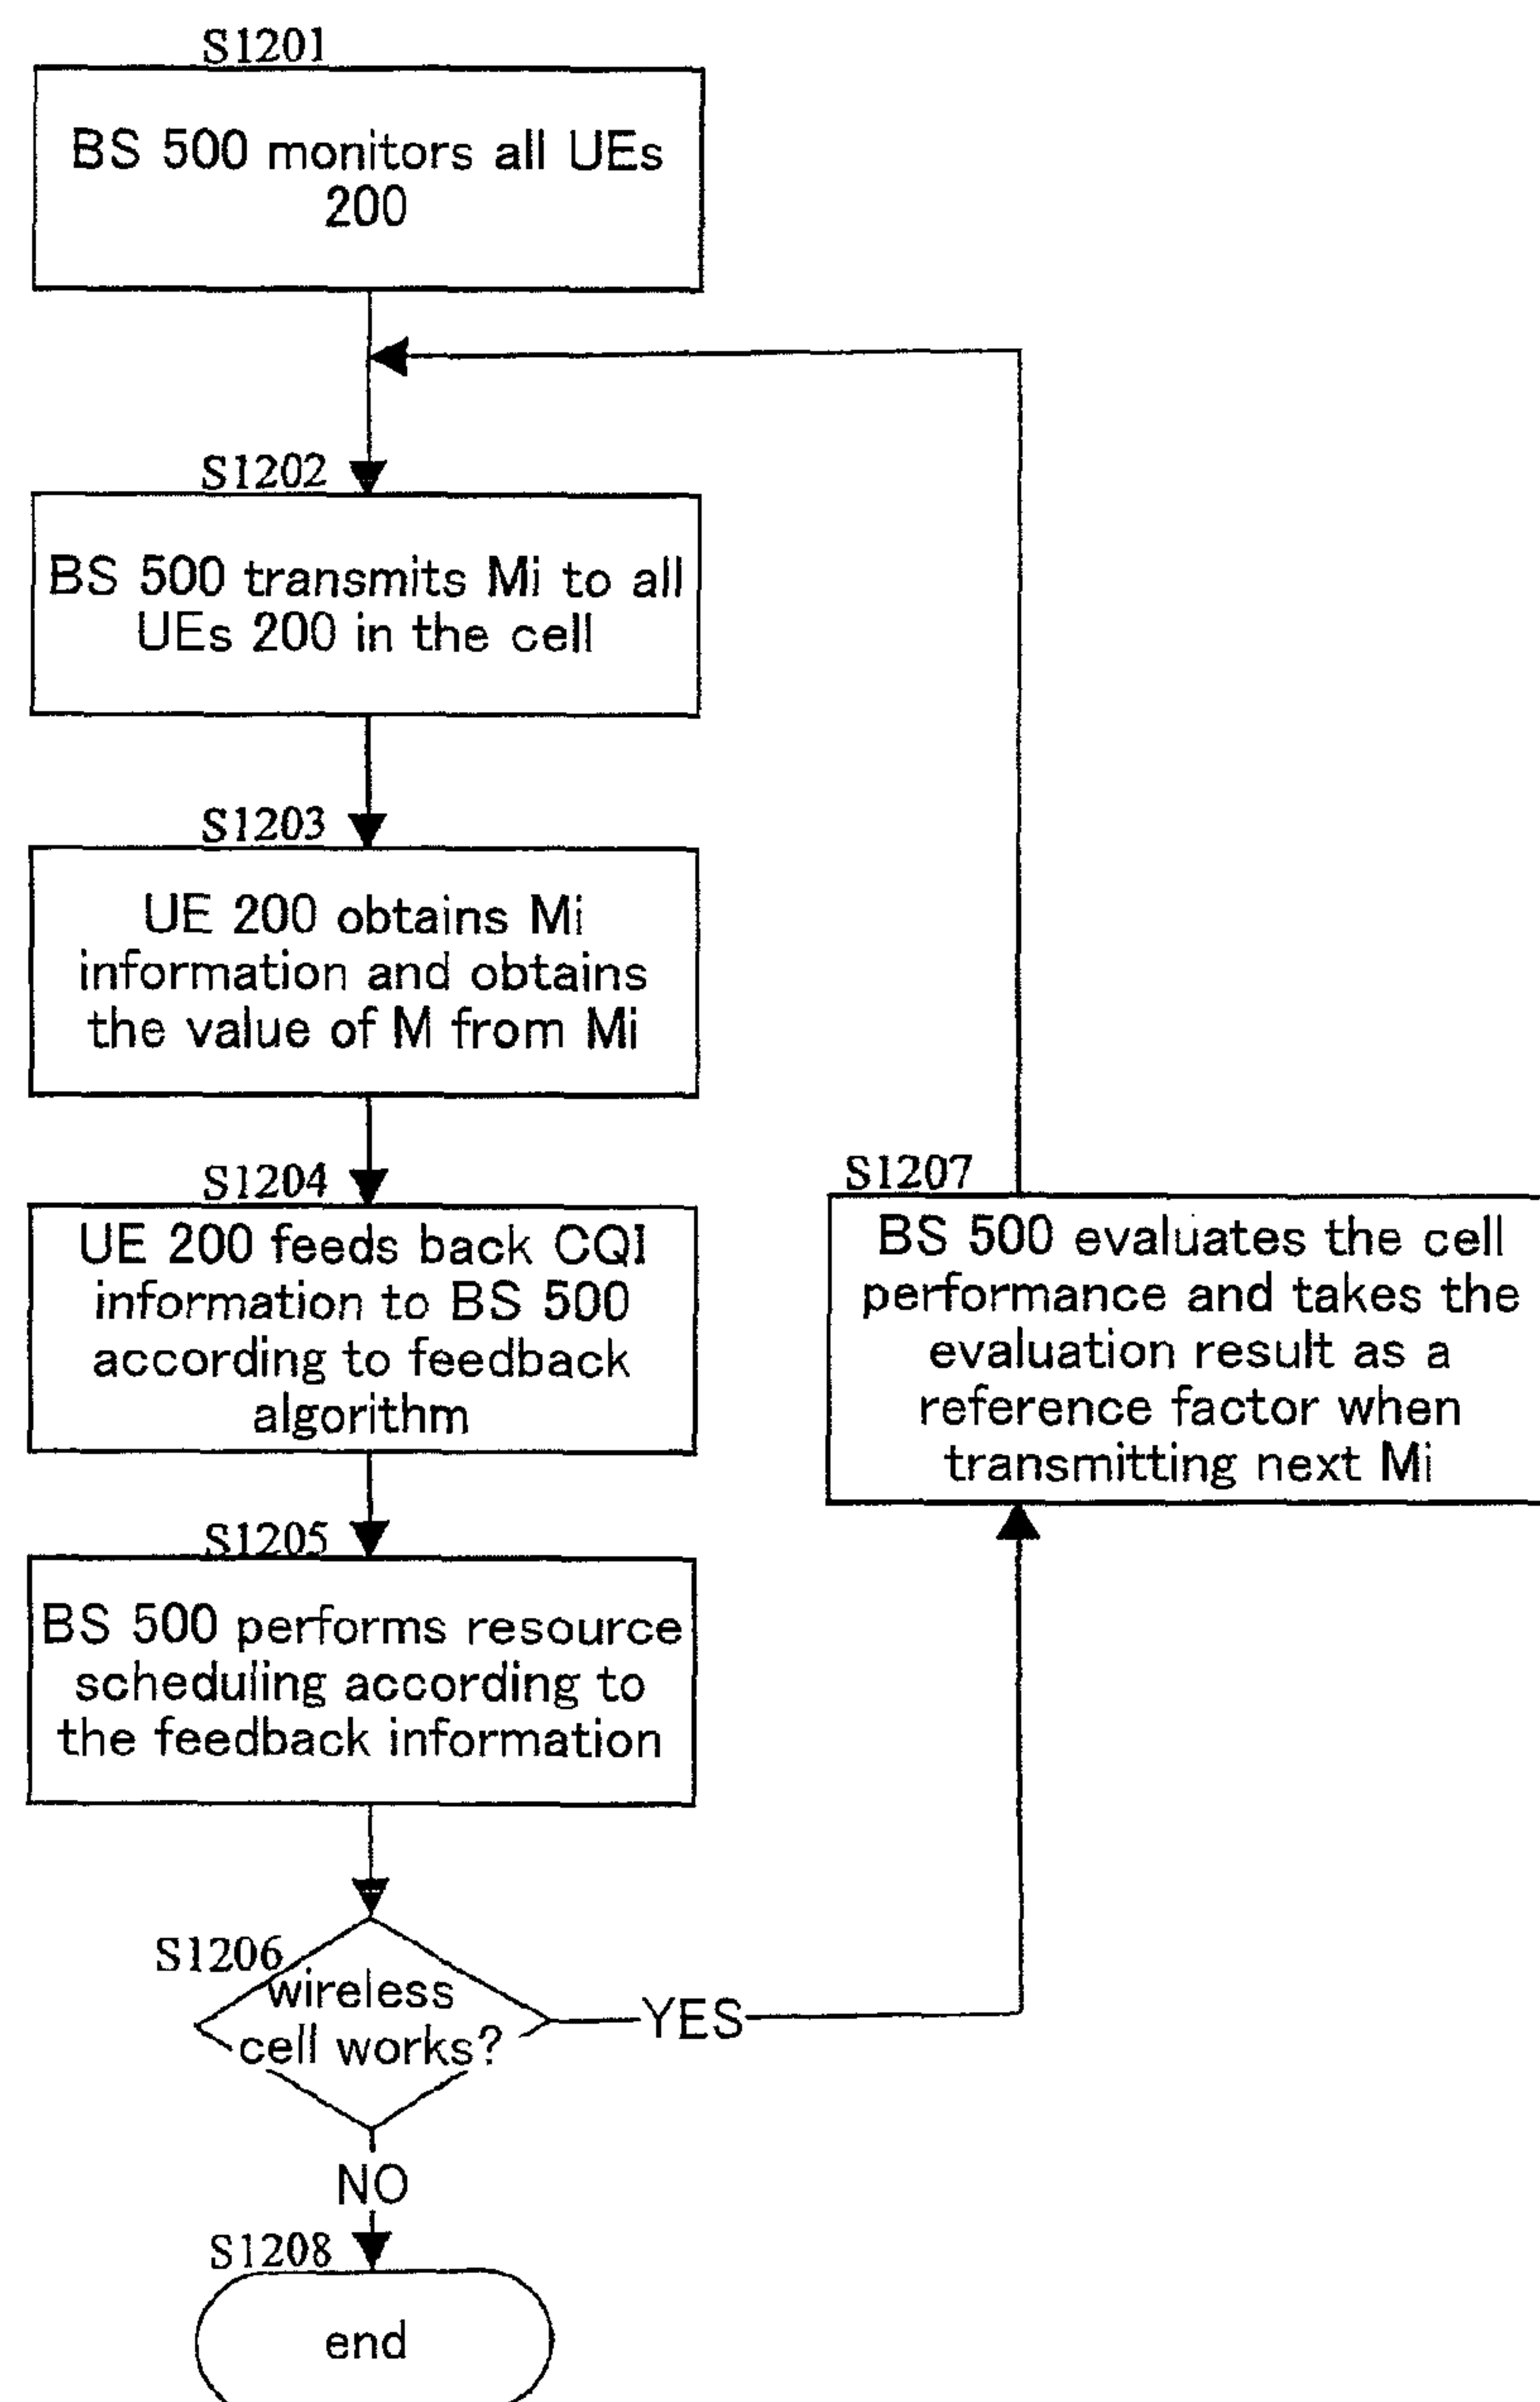 S1201
BS 500 monitors all UEs
200
S1202
BS 500 transmits Mi to all
UEs 200 in the cell
S1203
UE 200 obtains Mi
information and obtains
the value of M from Mi
S1204
UE 200 feeds back CQI
information to BS 500
according to feedback
algorithm
S1205
BS 500 performs resource
scheduling according to
the feedback information
S1206
wireless
cell works?
YES
S1207
BS 500 evaluates the cell
performance and takes the
evaluation result as a
reference factor when
transmitting next Mi
NO
S1208
end